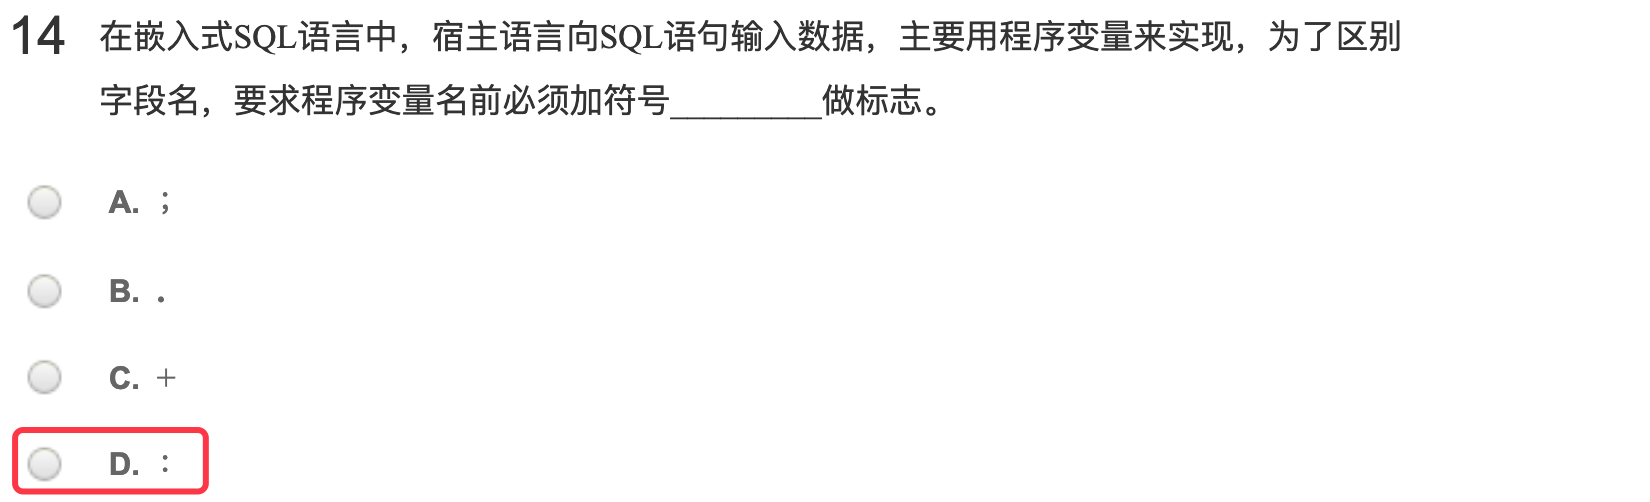 14 在嵌入式SQL语言中，宿主语言向SQL语句输入数据，主要用程序变量来实现，为了区别
字段名，要求程序变量名前必须加符号_________做标志。
A. ；
B. .
C. +
D. ：